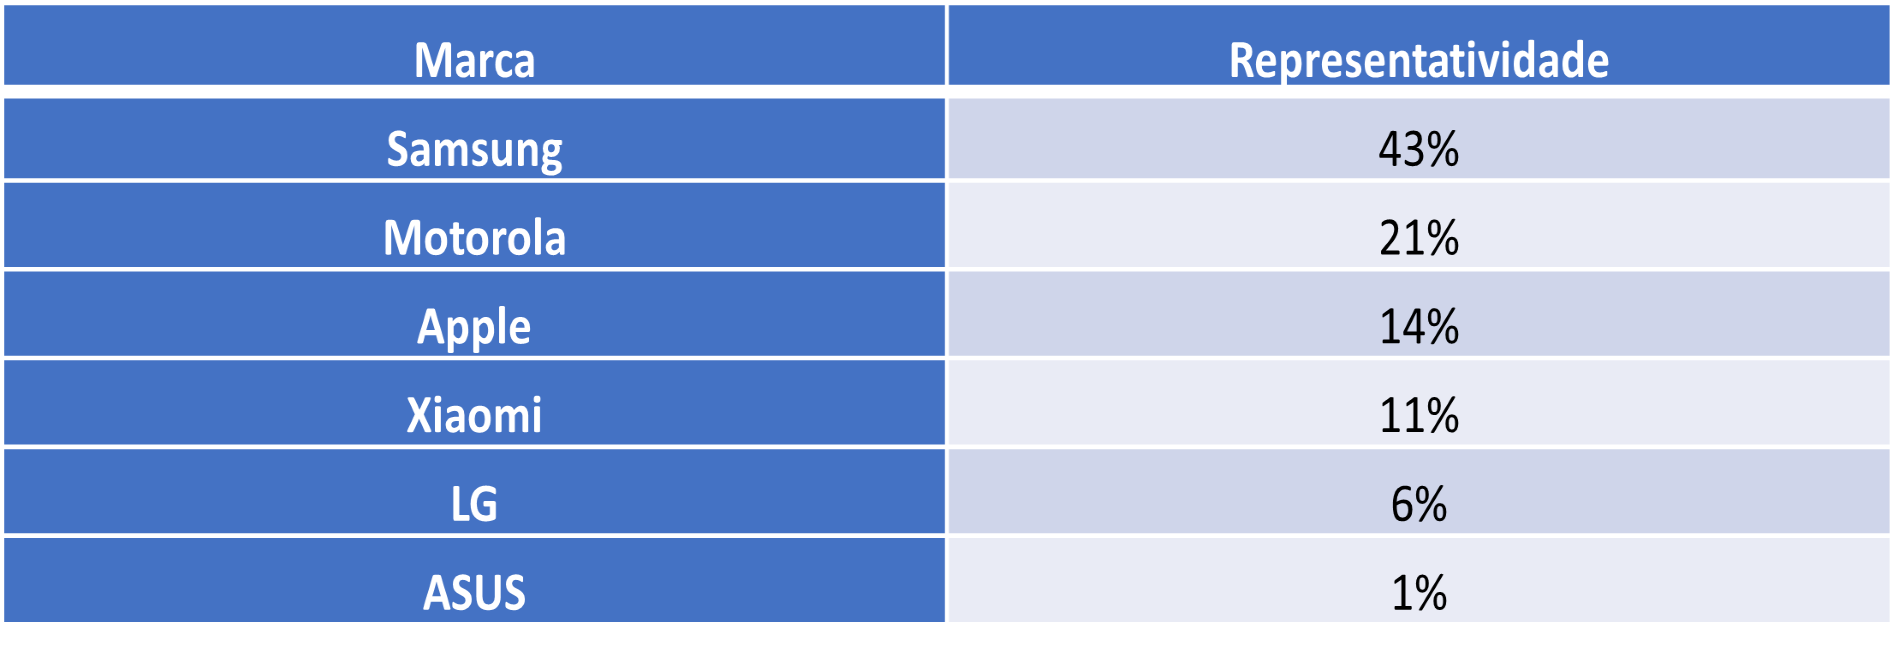 Marca Representatividade
Samsung 43%
Motorola 21%
Apple 14%
Xiaomi 11%
LG 6%
ASUS 1%